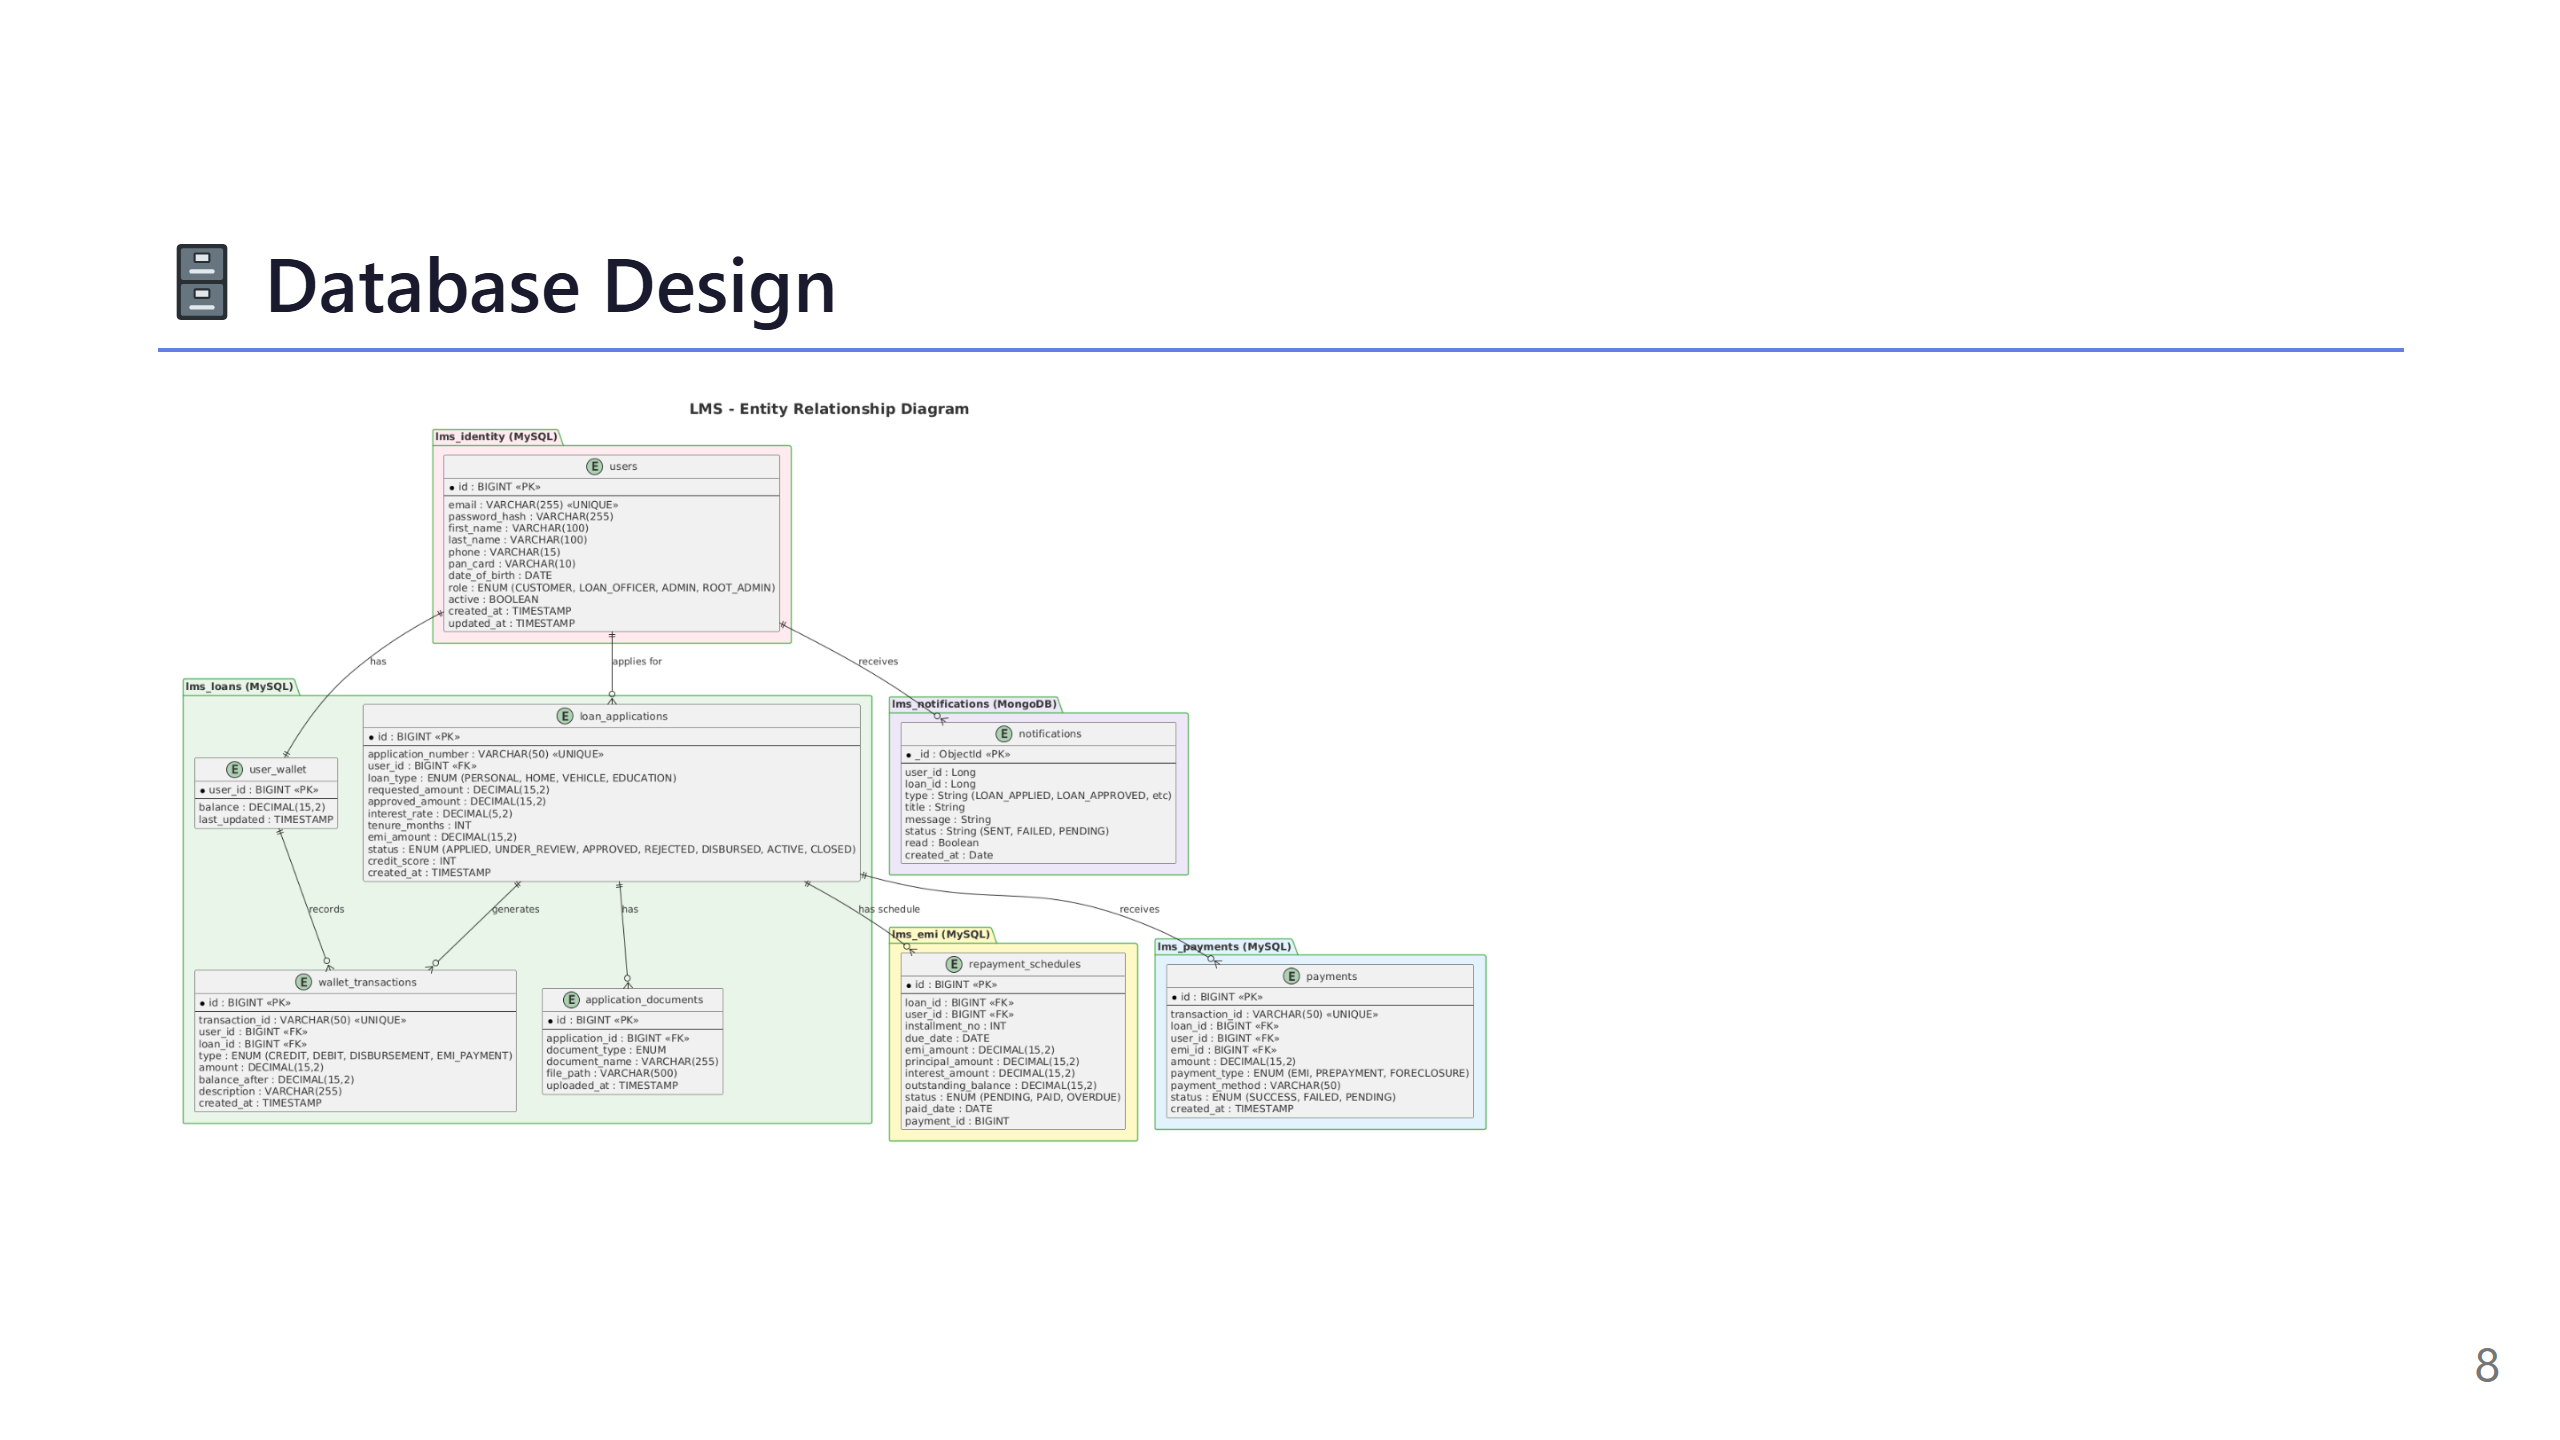 Database Design
LMS - Entity Relationship Diagram
lms_identity (MySQL)
E users
id : BIGINT «PK»
email : VARCHAR(255) «UNIQUE»
password_hash : VARCHAR(255)
first_name : VARCHAR(100)
last_name : VARCHAR(100)
phone : VARCHAR(15)
pan_card : VARCHAR(10)
date_of_birth : DATE
role : ENUM (CUSTOMER, LOAN_OFFICER, ADMIN, ROOT_ADMIN)
active : BOOLEAN
created_at : TIMESTAMP
updated_at : TIMESTAMP
has
applies for
receives
lms_loans (MySQL)
E user_wallet
user_id : BIGINT «PK»
balance : DECIMAL(15,2)
last_updated : TIMESTAMP
E loan_applications
id : BIGINT «PK»
application_number : VARCHAR(50) «UNIQUE»
user_id : BIGINT «FK»
loan_type : ENUM (PERSONAL, HOME, VEHICLE, EDUCATION)
requested_amount : DECIMAL(15,2)
approved_amount : DECIMAL(15,2)
interest_rate : DECIMAL(5,2)
tenure_months : INT
emi_amount : DECIMAL(15,2)
status : ENUM (APPLIED, UNDER_REVIEW, APPROVED, REJECTED, DISBURSED, ACTIVE, CLOSED)
credit_score : INT
created_at : TIMESTAMP
lms_notifications (MongoDB)
E notifications
_id : ObjectId «PK»
user_id : Long
loan_id : Long
type : String (LOAN_APPLIED, LOAN_APPROVED, etc)
title : String
message : String
status : String (SENT, FAILED, PENDING)
read : Boolean
created_at : Date
records
generates
has
has schedule
receives
E wallet_transactions
id : BIGINT «PK»
transaction_id : VARCHAR(50) «UNIQUE»
user_id : BIGINT «FK»
loan_id : BIGINT «FK»
type : ENUM (CREDIT, DEBIT, DISBURSEMENT, EMI_PAYMENT)
amount : DECIMAL(15,2)
balance_after : DECIMAL(15,2)
description : VARCHAR(255)
created_at : TIMESTAMP
E application_documents
id : BIGINT «PK»
application_id : BIGINT «FK»
document_type : ENUM
document_name : VARCHAR(255)
file_path : VARCHAR(500)
uploaded_at : TIMESTAMP
lms_emi (MySQL)
E repayment_schedules
id : BIGINT «PK»
loan_id : BIGINT «FK»
user_id : BIGINT «FK»
installment_no : INT
due_date : DATE
emi_amount : DECIMAL(15,2)
principal_amount : DECIMAL(15,2)
interest_amount : DECIMAL(15,2)
outstanding_balance : DECIMAL(15,2)
status : ENUM (PENDING, PAID, OVERDUE)
paid_date : DATE
payment_id : BIGINT
lms_payments (MySQL)
E payments
id : BIGINT «PK»
transaction_id : VARCHAR(50) «UNIQUE»
loan_id : BIGINT «FK»
user_id : BIGINT «FK»
emi_id : BIGINT «FK»
amount : DECIMAL(15,2)
payment_type : ENUM (EMI, PREPAYMENT, FORECLOSURE)
payment_method : VARCHAR(50)
status : ENUM (SUCCESS, FAILED, PENDING)
created_at : TIMESTAMP
8